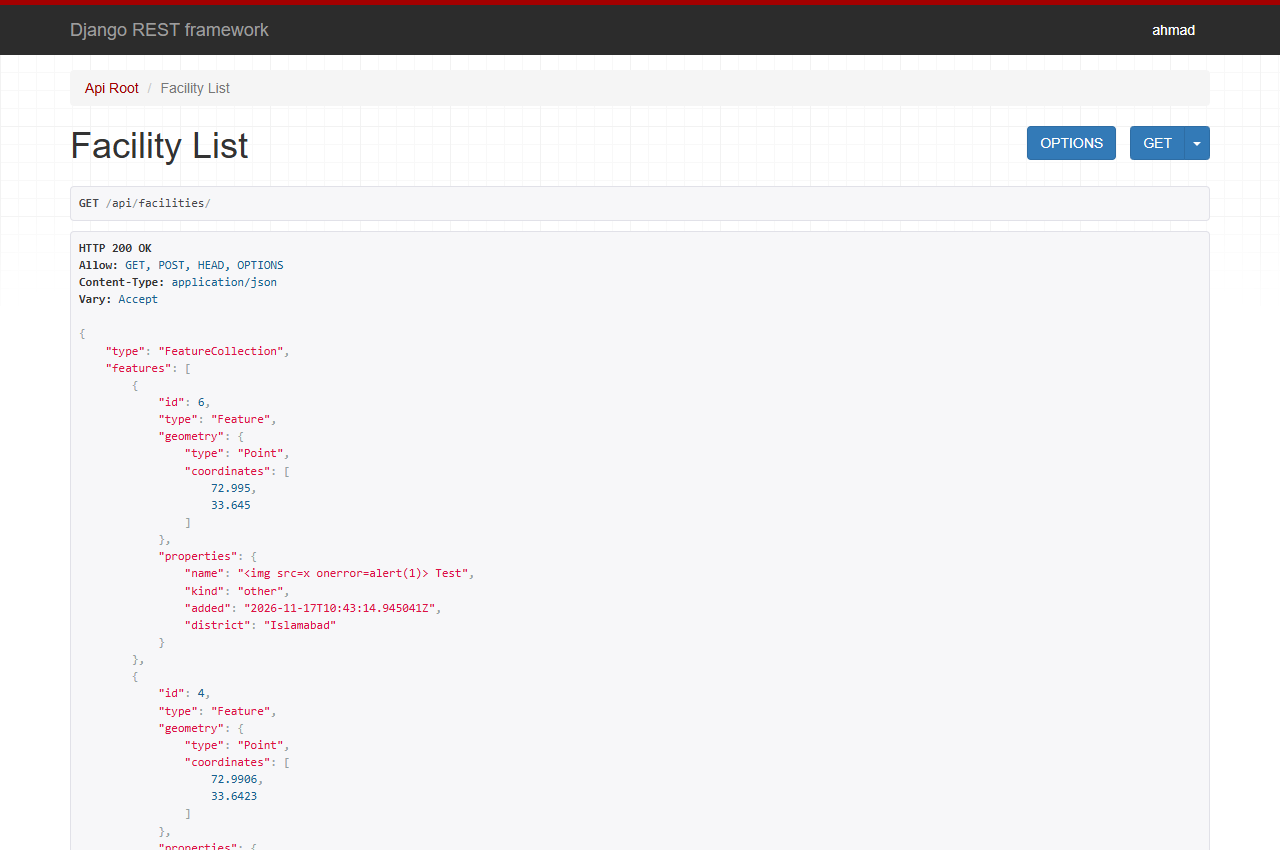 Django REST framework
ahmad
Api Root / Facility List
Facility List
OPTIONS
GET
GET /api/facilities/
HTTP 200 OK
Allow: GET, POST, HEAD, OPTIONS
Content-Type: application/json
Vary: Accept
{
    "type": "FeatureCollection",
    "features": [
        {
            "id": 6,
            "type": "Feature",
            "geometry": {
                "type": "Point",
                "coordinates": [
                    72.995,
                    33.645
                ]
            },
            "properties": {
                "name": "<img src=x onerror=alert(1)> Test",
                "kind": "other",
                "added": "2026-11-17T10:43:14.945041Z",
                "district": "Islamabad"
            }
        },
        {
            "id": 4,
            "type": "Feature",
            "geometry": {
                "type": "Point",
                "coordinates": [
                    72.9906,
                    33.6423
                ]
            },
            "properties": {